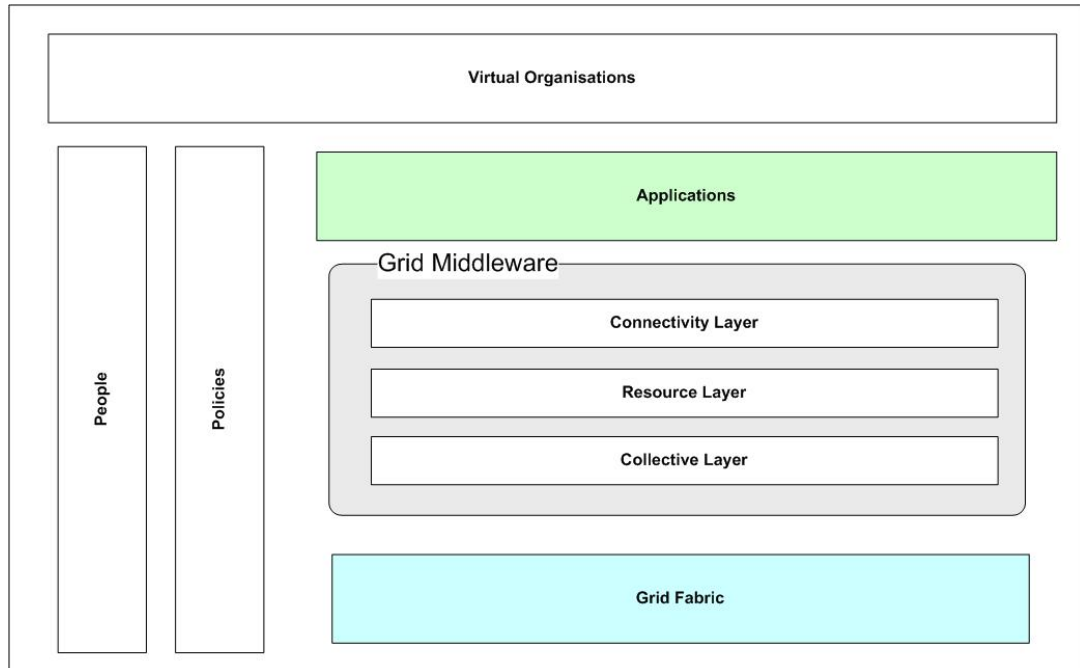 Virtual Organisations
People
Policies
Applications
Grid Middleware
Connectivity Layer
Resource Layer
Collective Layer
Grid Fabric